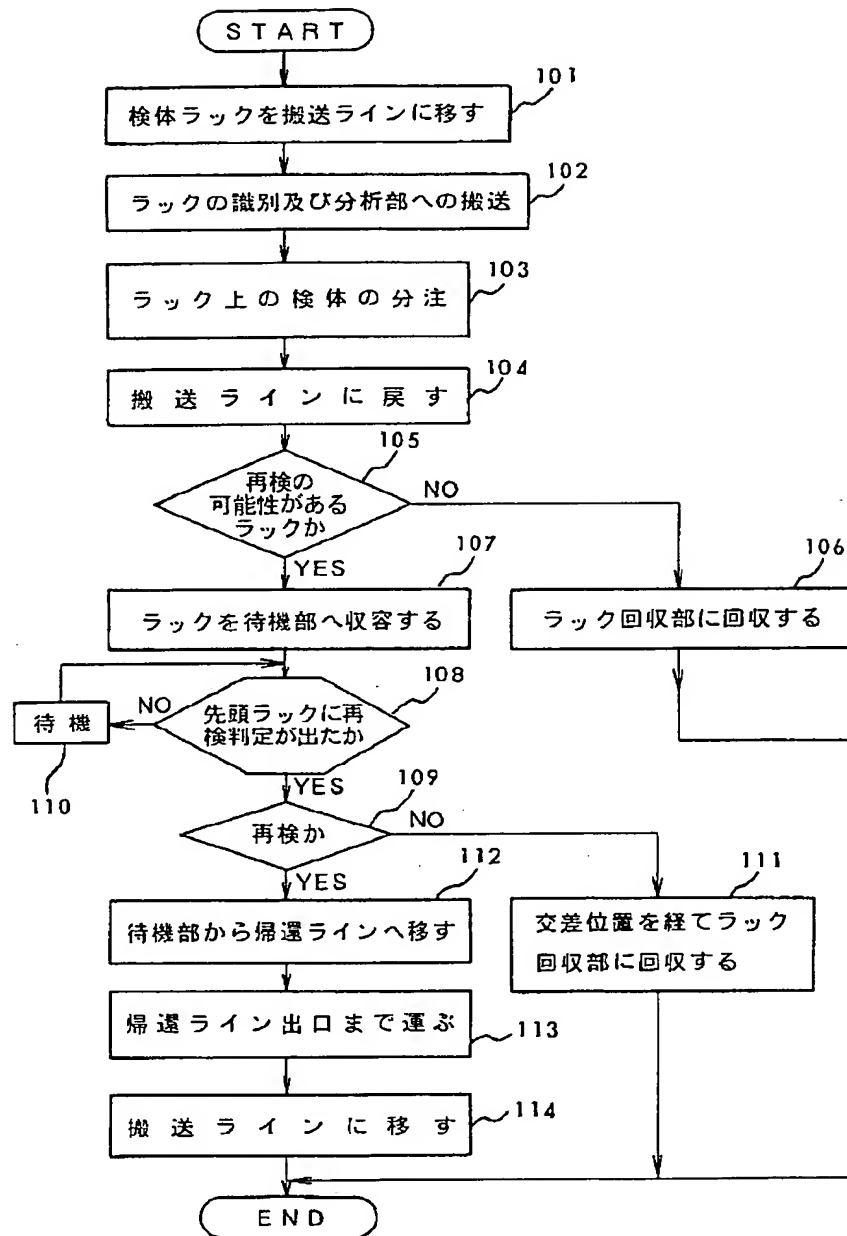 START
101
検体ラックを搬送ラインに移す
102
ラックの識別及び分析部への搬送
103
ラック上の検体の分注
104
搬送ラインに戻す
105
再検の
可能性がある
ラックか
NO
YES
107
106
ラックを待機部へ収容する
ラック回収部に回収する
108
先頭ラックに再
検判定が出たか
NO
待機
110
YES
109
再検か
NO
YES
112
111
待機部から帰還ラインへ移す
交差位置を経てラック
回収部に回収する
帰還ライン出口まで運ぶ
113
搬送ラインに移す
114
END